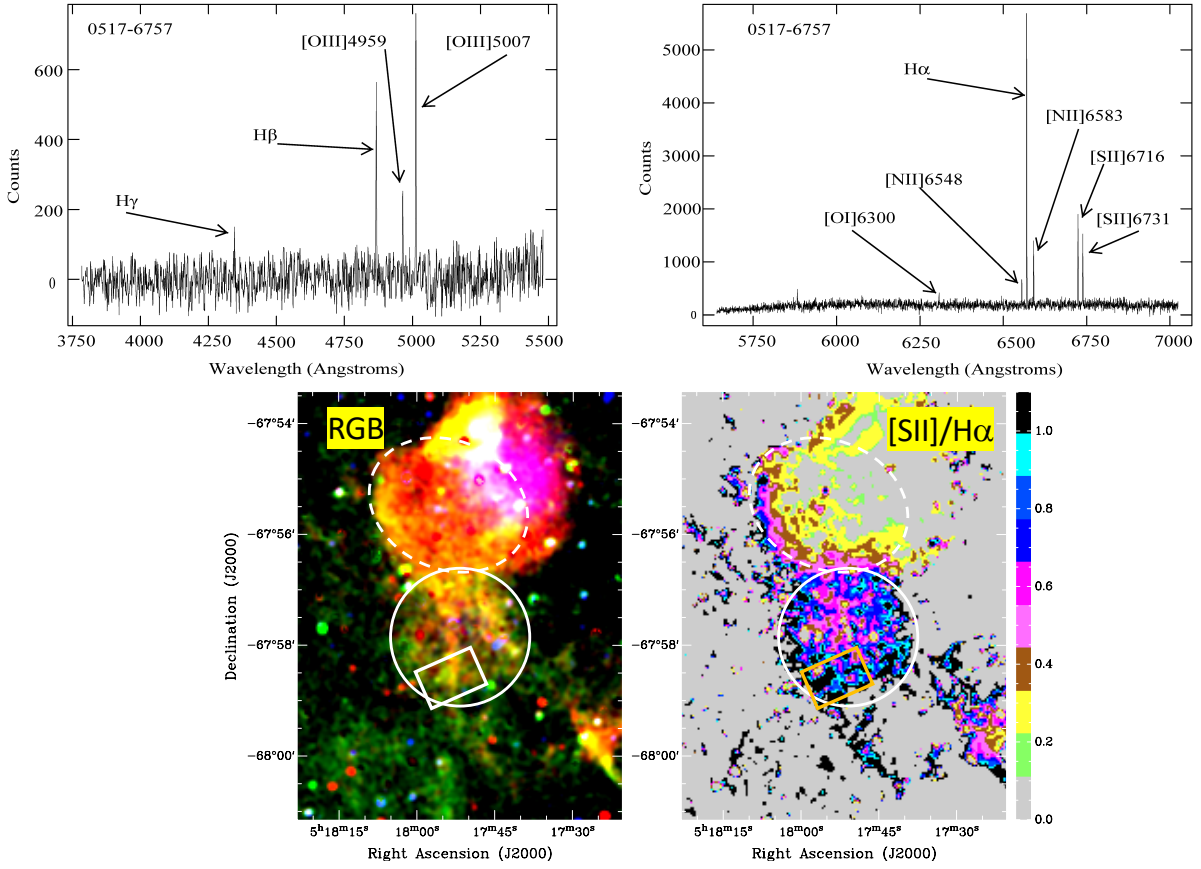 0517-6757
[OIII]4959
[OIII]5007
Hβ
Hγ
600
400
200
0
Counts
3750
4000
4250
4500
4750
5000
5250
5500
Wavelength (Angstroms)
0517-6757
Hα
[NII]6583
[NII]6548
[SII]6716
[OI]6300
[SII]6731
5000
4000
3000
2000
1000
0
Counts
5750
6000
6250
6500
6750
7000
Wavelength (Angstroms)
RGB
−67°54′
−67°56′
−67°58′
−68°00′
Declination (J2000)
5ʰ18ᵐ15ˢ
18ᵐ00ˢ
17ᵐ45ˢ
17ᵐ30ˢ
Right Ascension (J2000)
[SII]/Hα
−67°54′
−67°56′
−67°58′
−68°00′
5ʰ18ᵐ15ˢ
18ᵐ00ˢ
17ᵐ45ˢ
17ᵐ30ˢ
Right Ascension (J2000)
1.0
0.8
0.6
0.4
0.2
0.0